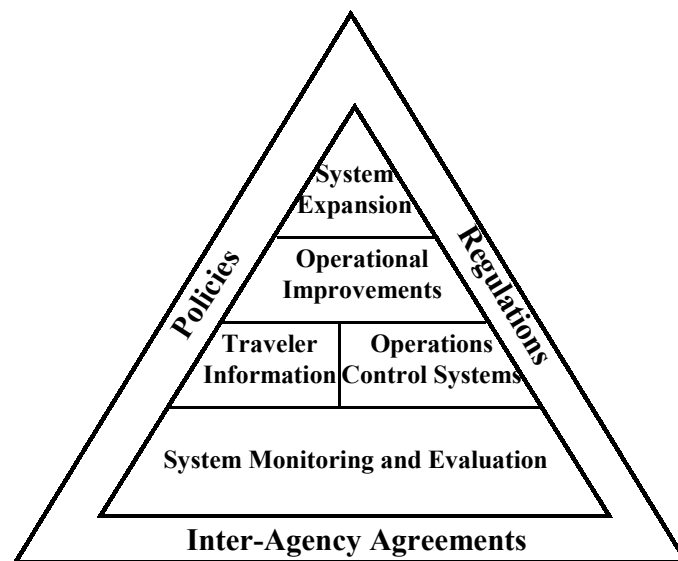 System
Expansion
Operational
Improvements
Policies
Regulations
Traveler
Information
Operations
Control Systems
System Monitoring and Evaluation
Inter-Agency Agreements